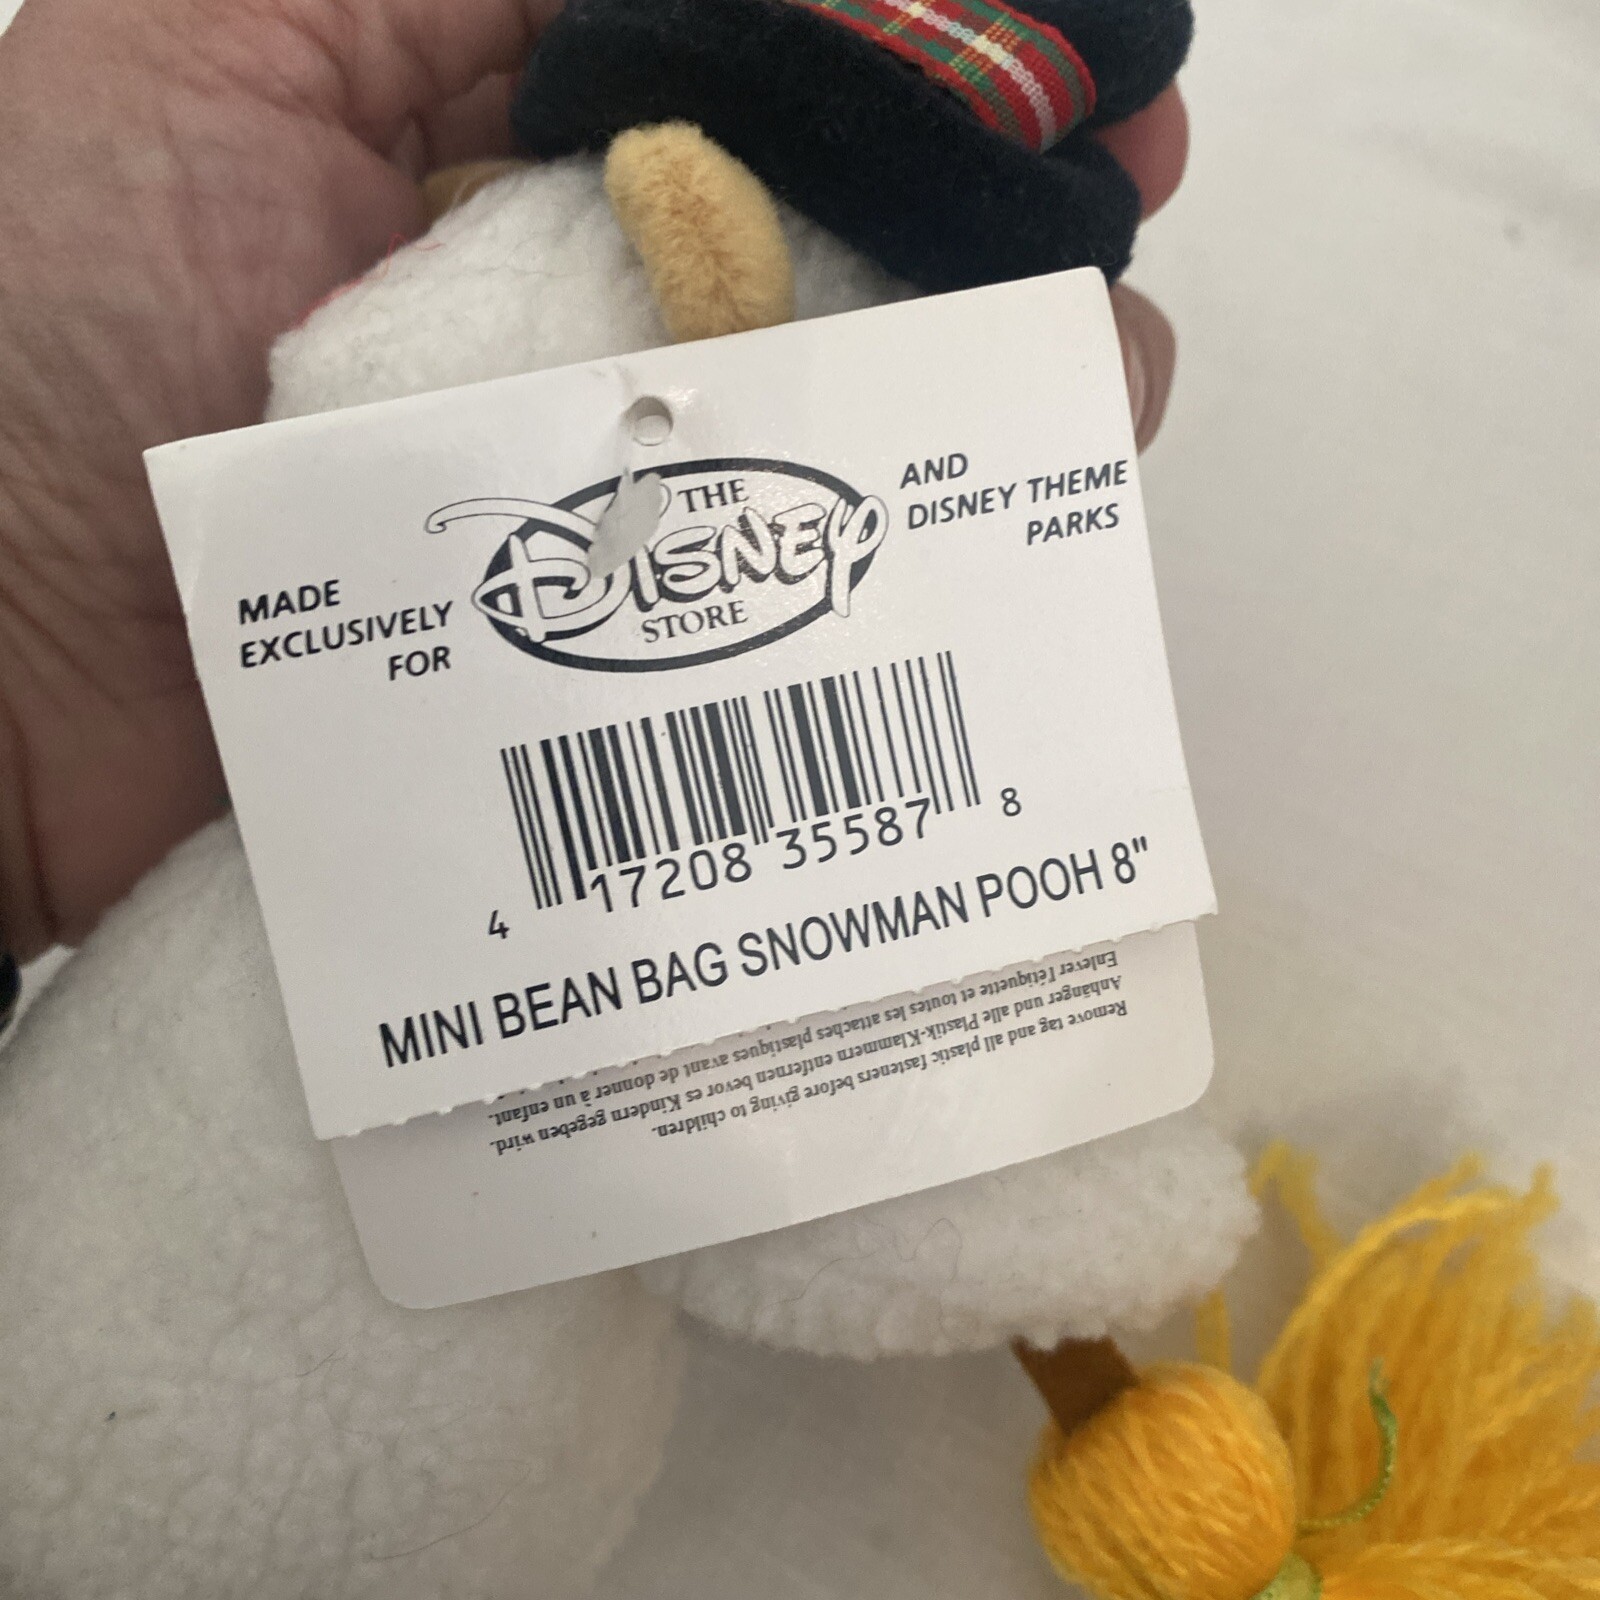 MADE
EXCLUSIVELY
FOR
THE
DISNEY
STORE
AND
DISNEY THEME
PARKS
4 17208 35587 8
MINI BEAN BAG SNOWMAN POOH 8"
Remove tag and all plastic fasteners before giving to children.
Anhänger und alle Plastik-Klammern entfernen bevor es Kindern gegeben wird.
Enlever l'étiquette et toutes les attaches plastiques avant de donner à un enfant.